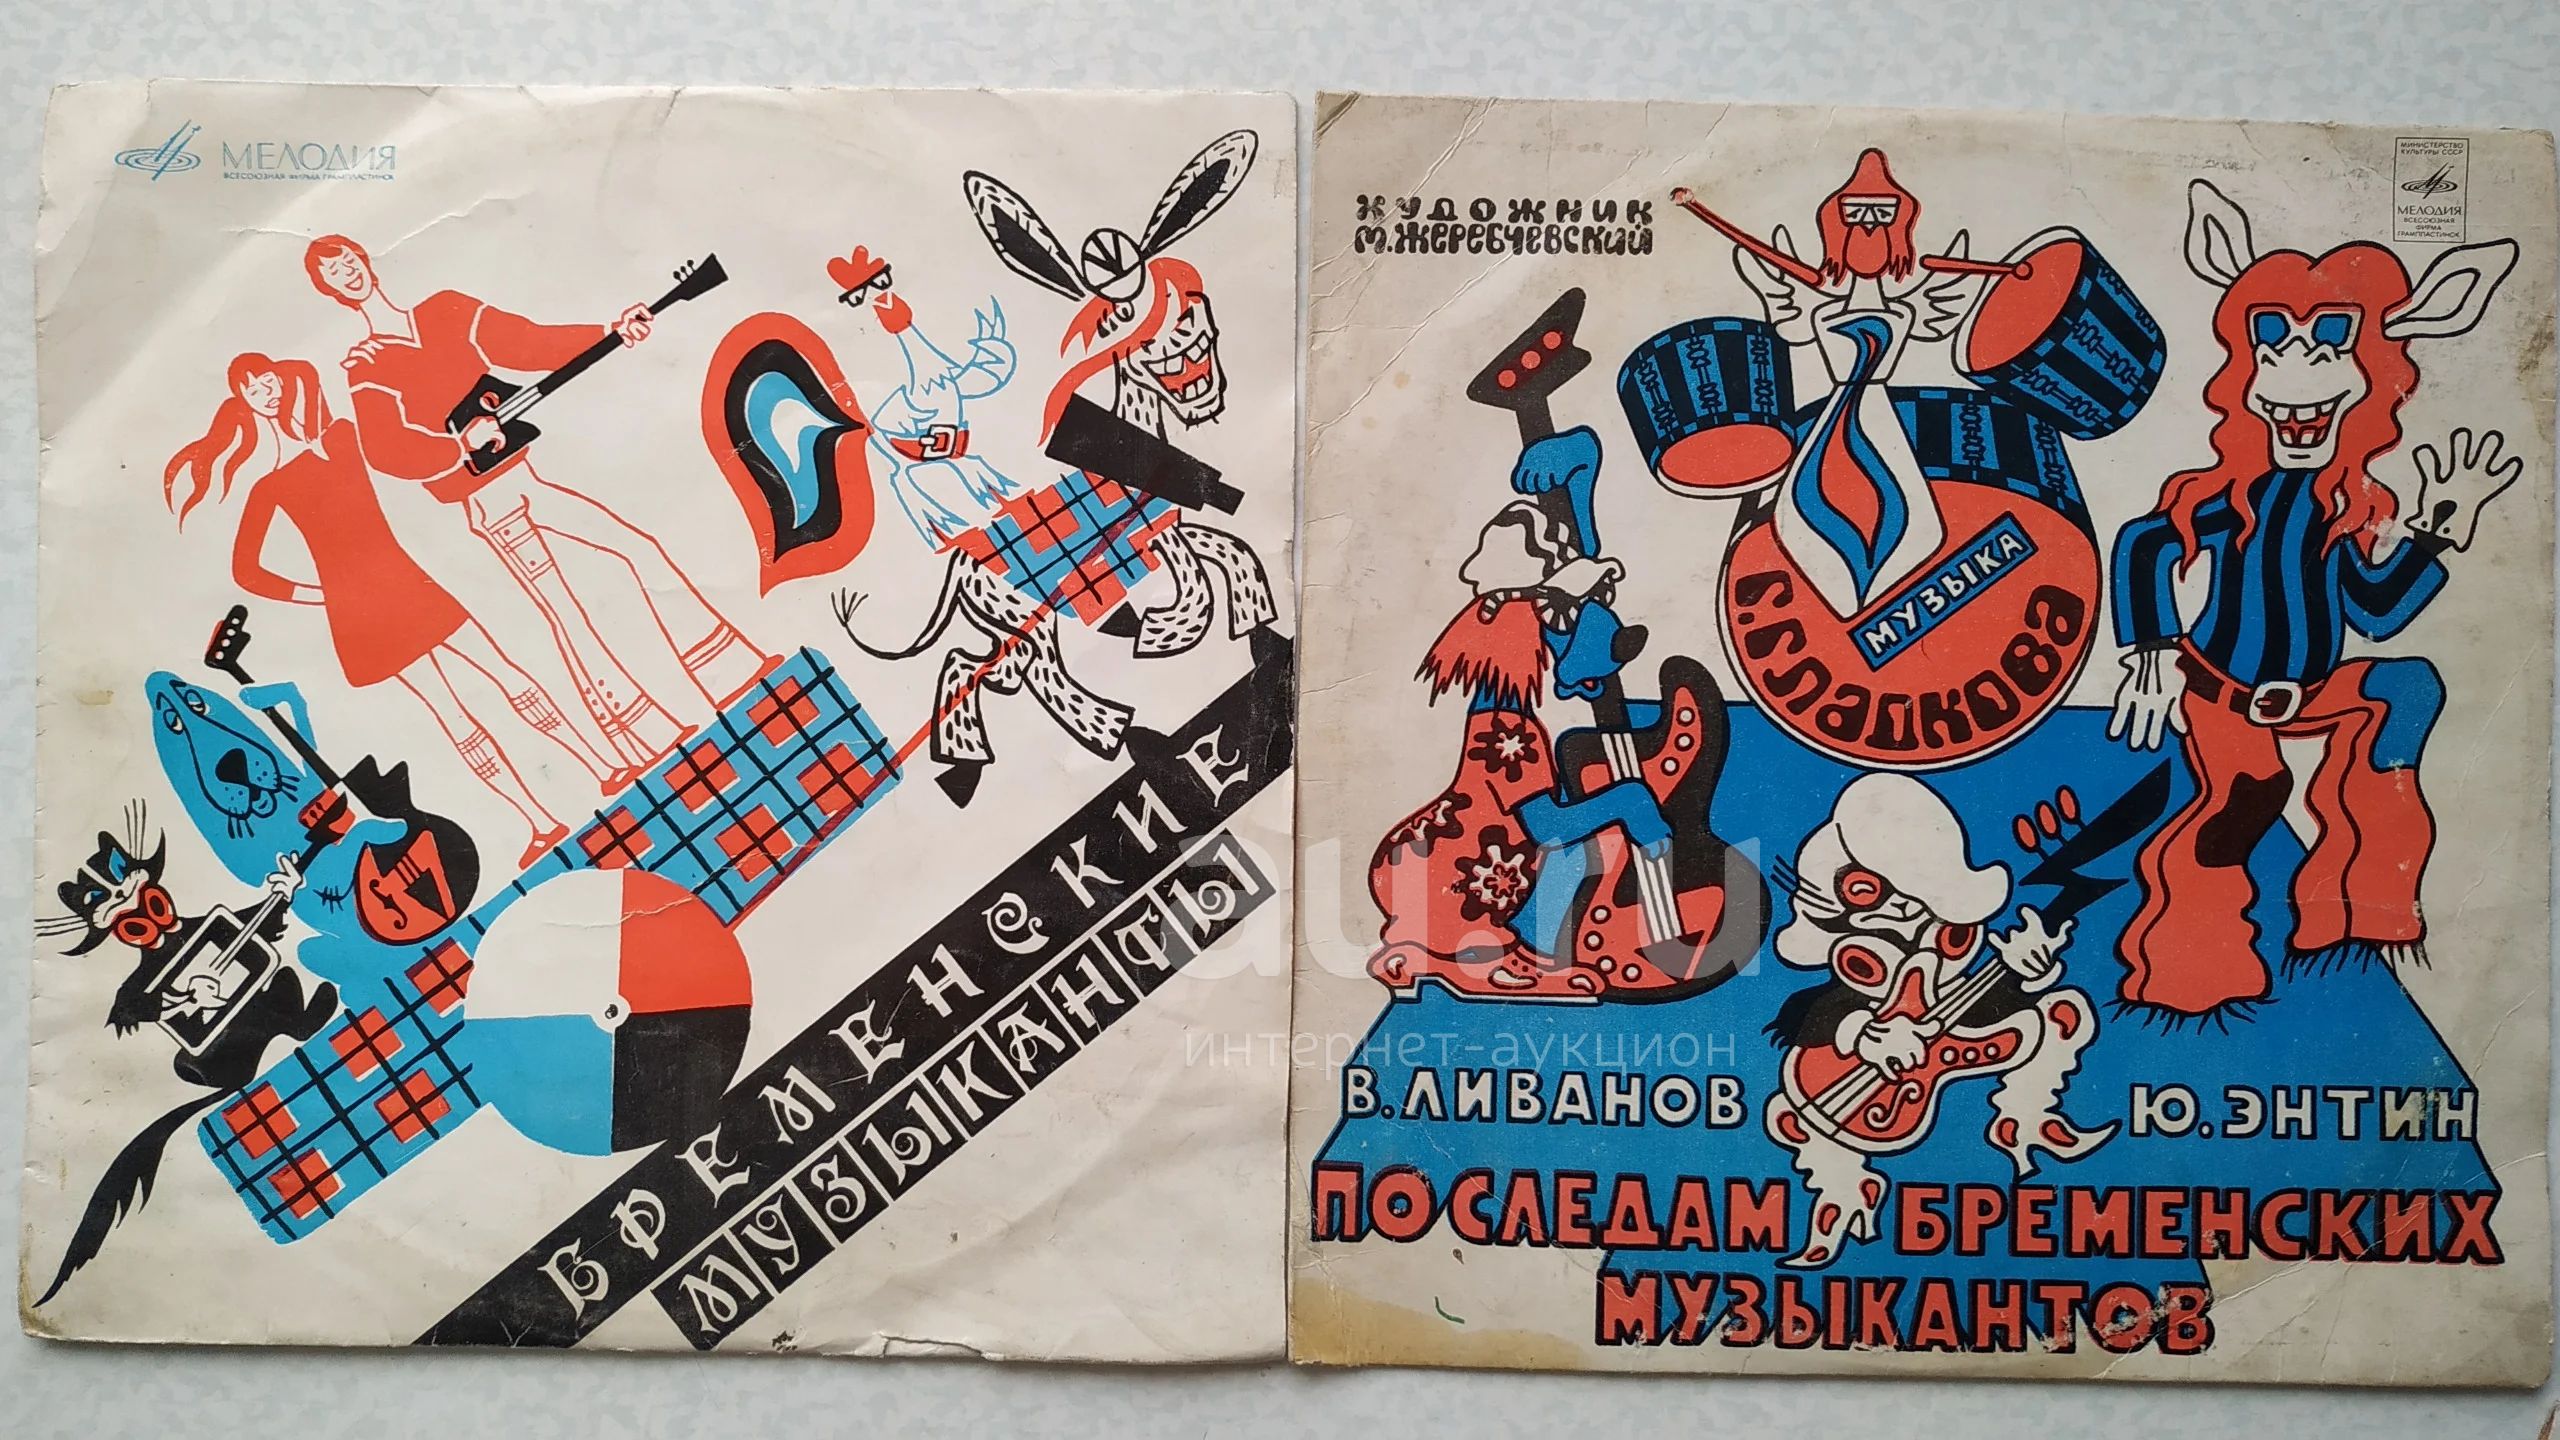 МЕЛОДИЯ
ВСЕСОЮЗНАЯ ФИРМА ГРАМПЛАСТИНОК
БРЕМЕНСКИЕ
МУЗЫКАНТЫ
ХУДОЖНИК
М.ЖЕРЕБЧЕВСКИЙ
МИНИСТЕРСТВО
КУЛЬТУРЫ СССР
МЕЛОДИЯ
ВСЕСОЮЗНАЯ
ФИРМА
ГРАМПЛАСТИНОК
МУЗЫКА
Г.ГЛАДКОВА
В.ЛИВАНОВ
Ю.ЭНТИН
ПО СЛЕДАМ БРЕМЕНСКИХ
МУЗЫКАНТОВ
au.ru
интернет-аукцион